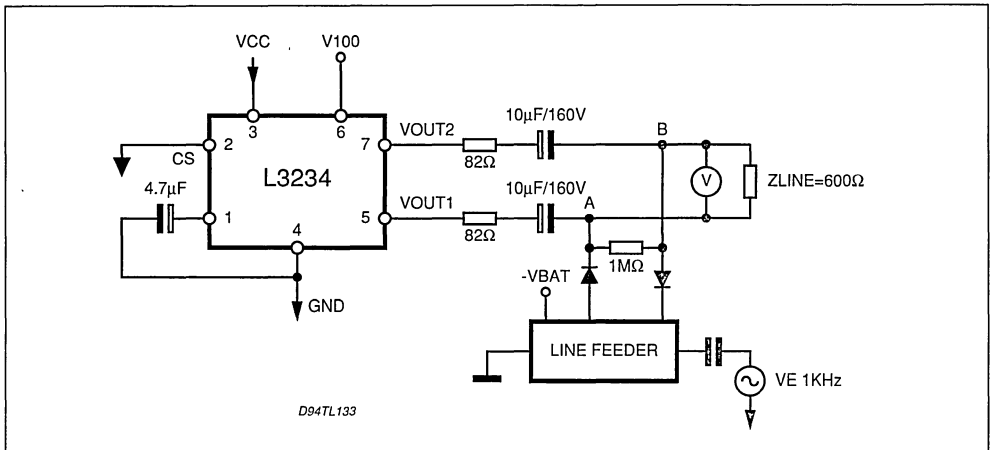 VCC
V100
10μF/160V
3
6
VOUT2
B
2
7
CS
82Ω
L3234
V
ZLINE=600Ω
4.7μF
10μF/160V
VOUT1
A
1
5
4
82Ω
1MΩ
-VBAT
GND
LINE FEEDER
VE 1KHz
D94TL133